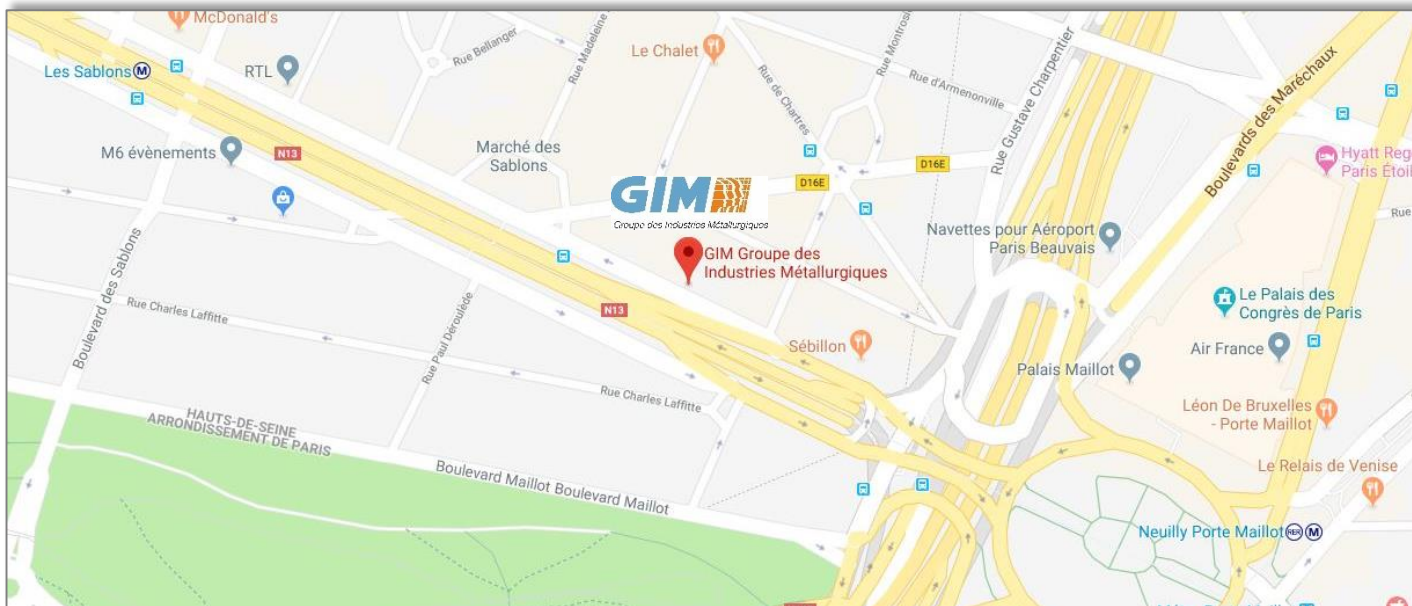 McDonald's
Les Sablons
M
RTL
Rue Bellanger
Rue Madeleine
Le Chalet
Rue de Chartres
Rue d'Armenonville
Rue Gustave Charpentier
Boulevards des Maréchaux
M6 évènements
N13
Marché des
Sablons
D16E
D16E
Hyatt
Paris
GIM
Groupe des Industries Métallurgiques
GIM Groupe des
Industries Métallurgiques
Navettes pour Aéroport
Paris Beauvais
Rue
Boulevard des Sablons
Rue Charles Laffitte
Rue Paul Déroulède
N13
Sébillon
Le Palais des
Congrès de Paris
Air France
Palais Maillot
Rue Charles Laffitte
HAUTS-DE-SEINE
ARRONDISSEMENT DE PARIS
Léon De Bruxelles
- Porte Maillot
Boulevard Maillot Boulevard Maillot
Le Relais de Venise
Neuilly Porte Maillot
RER
M